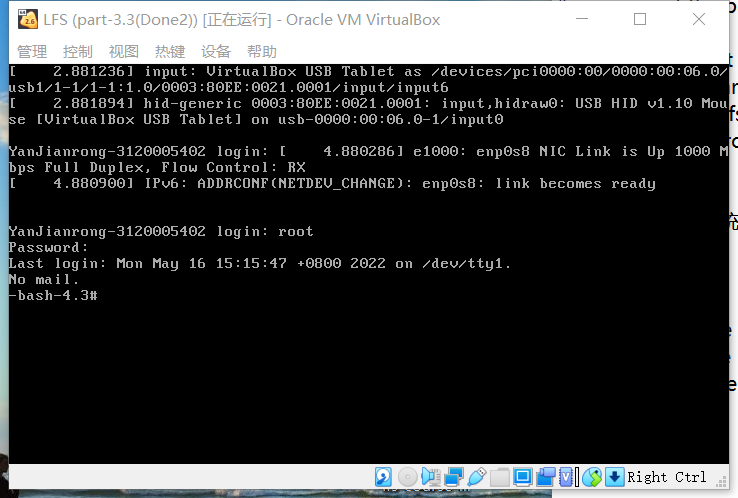 LFS (part-3.3(Done2)) [正在运行] - Oracle VM VirtualBox
管理 控制 视图 热键 设备 帮助
[    2.881236] input: VirtualBox USB Tablet as /devices/pci0000:00/0000:00:06.0/
usb1/1-1/1-1:1.0/0003:80EE:0021.0001/input/input6
[    2.881894] hid-generic 0003:80EE:0021.0001: input,hidraw0: USB HID v1.10 Mou
se [VirtualBox USB Tablet] on usb-0000:00:06.0-1/input0
YanJianrong-3120005402 login: [    4.880286] e1000: enp0s8 NIC Link is Up 1000 M
bps Full Duplex, Flow Control: RX
[    4.880900] IPv6: ADDRCONF(NETDEV_CHANGE): enp0s8: link becomes ready
YanJianrong-3120005402 login: root
Password:
Last login: Mon May 16 15:15:47 +0800 2022 on /dev/tty1.
No mail.
-bash-4.3#
Right Ctrl